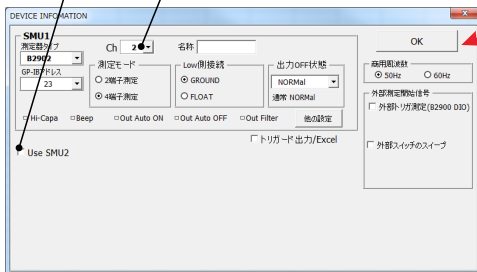 DEVICE INFOMATION
SMU1
測定器タイプ
B2902
GP-IBアドレス
23
Ch 2
名称
測定モード
2端子測定
4端子測定
Low側接続
GROUND
FLOAT
出力OFF状態
NORMal
通常 NORMal
Hi-Capa Beep Out Auto ON Out Auto OFF Out Filter 他の設定
トリガード出力/Excel
Use SMU2
OK
商用周波数
50Hz 60Hz
外部測定開始信号
外部トリガ測定(B2900 DIO)
外部スイッチのスイープ